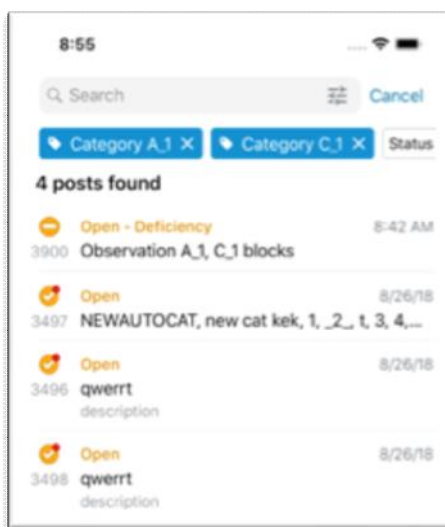 8:55
Search Cancel
Category A_1 × Category C_1 × Status
4 posts found
Open - Deficiency 8:42 AM
3900 Observation A_1, C_1 blocks
Open 8/26/18
3497 NEWAUTOCAT, new cat kek, 1, _2_, t, 3, 4,...
Open 8/26/18
3496 qwerrt
description
Open 8/26/18
3498 qwerrt
description